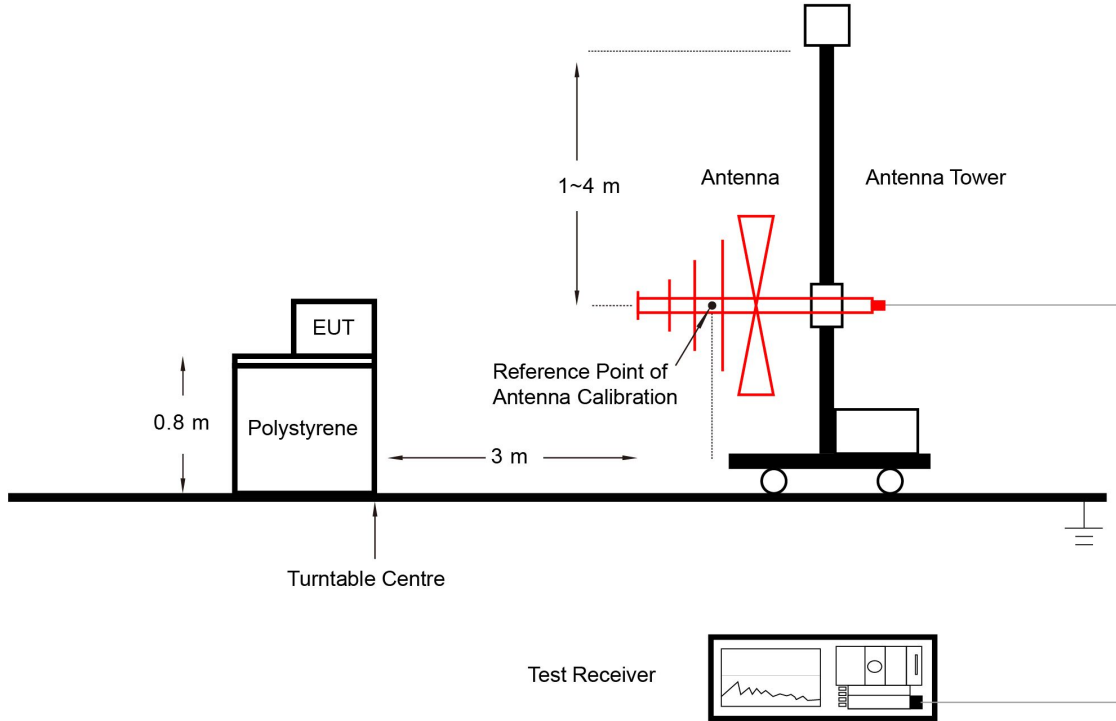 1~4 m
Antenna
Antenna Tower
EUT
Reference Point of
Antenna Calibration
0.8 m
Polystyrene
3 m
Turntable Centre
Test Receiver